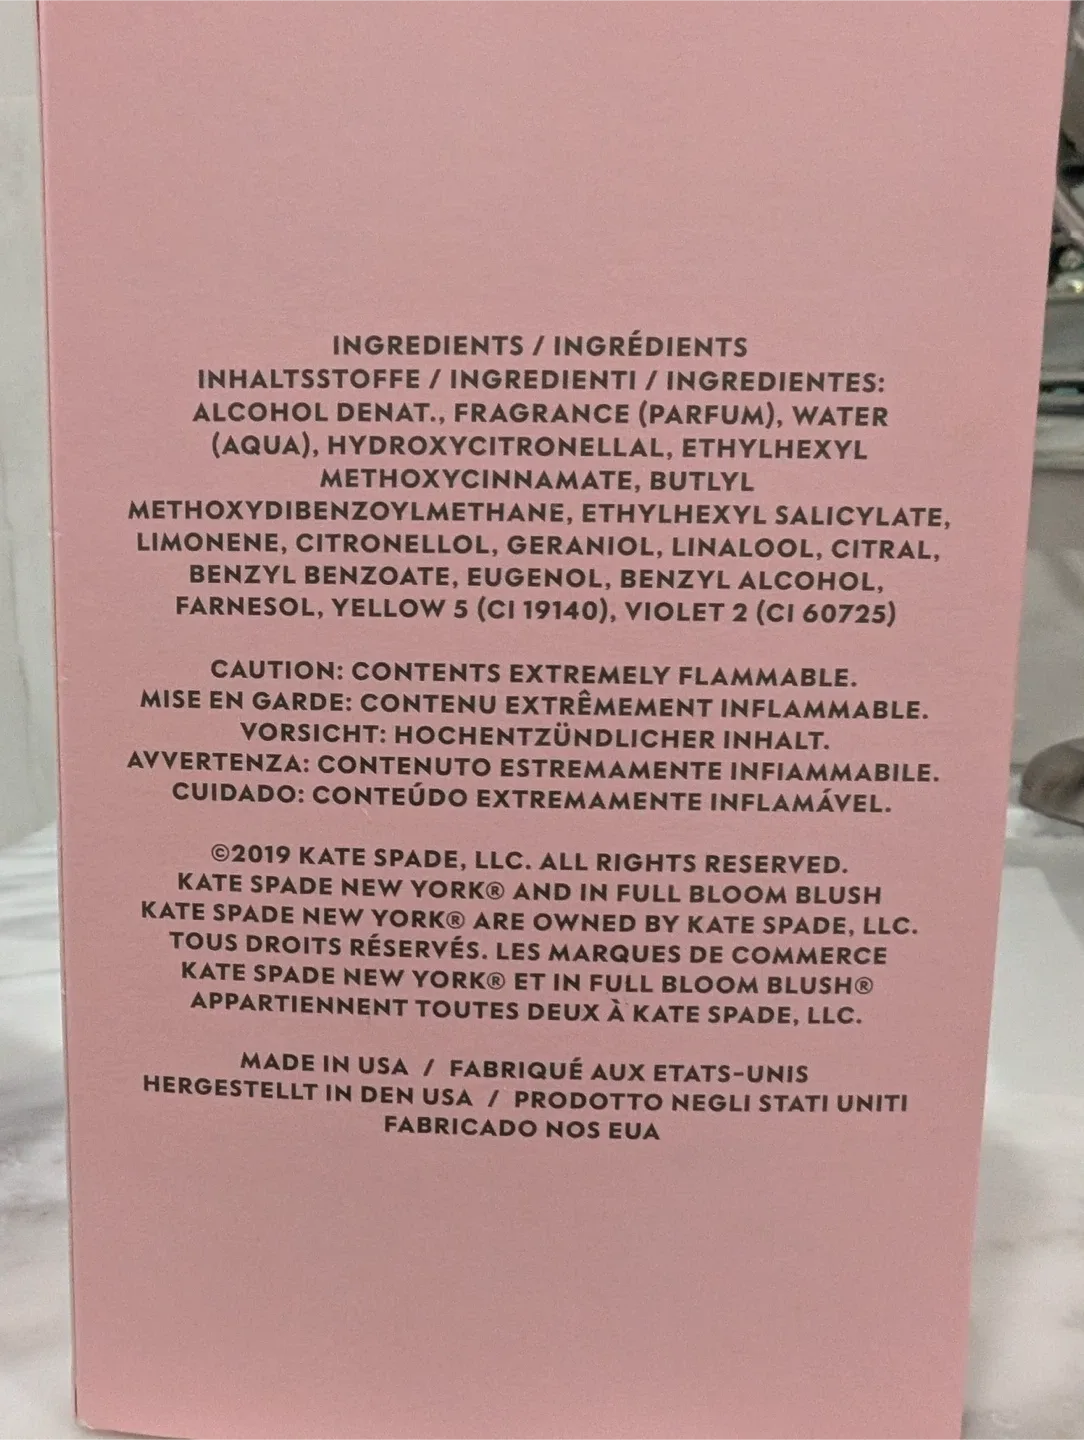 INGREDIENTS / INGRÉDIENTS
INHALTSSTOFFE / INGREDIENTI / INGREDIENTES:
ALCOHOL DENAT., FRAGRANCE (PARFUM), WATER
(AQUA), HYDROXYCITRONELLAL, ETHYLHEXYL
METHOXYCINNAMATE, BUTLYL
METHOXYDIBENZOYLMETHANE, ETHYLHEXYL SALICYLATE,
LIMONENE, CITRONELLOL, GERANIOL, LINALOOL, CITRAL,
BENZYL BENZOATE, EUGENOL, BENZYL ALCOHOL,
FARNESOL, YELLOW 5 (CI 19140), VIOLET 2 (CI 60725)
CAUTION: CONTENTS EXTREMELY FLAMMABLE.
MISE EN GARDE: CONTENU EXTRÊMEMENT INFLAMMABLE.
VORSICHT: HOCHENTZÜNDLICHER INHALT.
AVVERTENZA: CONTENUTO ESTREMAMENTE INFIAMMABILE.
CUIDADO: CONTEÚDO EXTREMAMENTE INFLAMÁVEL.
©2019 KATE SPADE, LLC. ALL RIGHTS RESERVED.
KATE SPADE NEW YORK® AND IN FULL BLOOM BLUSH
KATE SPADE NEW YORK® ARE OWNED BY KATE SPADE, LLC.
TOUS DROITS RÉSERVÉS. LES MARQUES DE COMMERCE
KATE SPADE NEW YORK® ET IN FULL BLOOM BLUSH®
APPARTIENNENT TOUTES DEUX À KATE SPADE, LLC.
MADE IN USA / FABRIQUÉ AUX ETATS-UNIS
HERGESTELLT IN DEN USA / PRODOTTO NEGLI STATI UNITI
FABRICADO NOS EUA